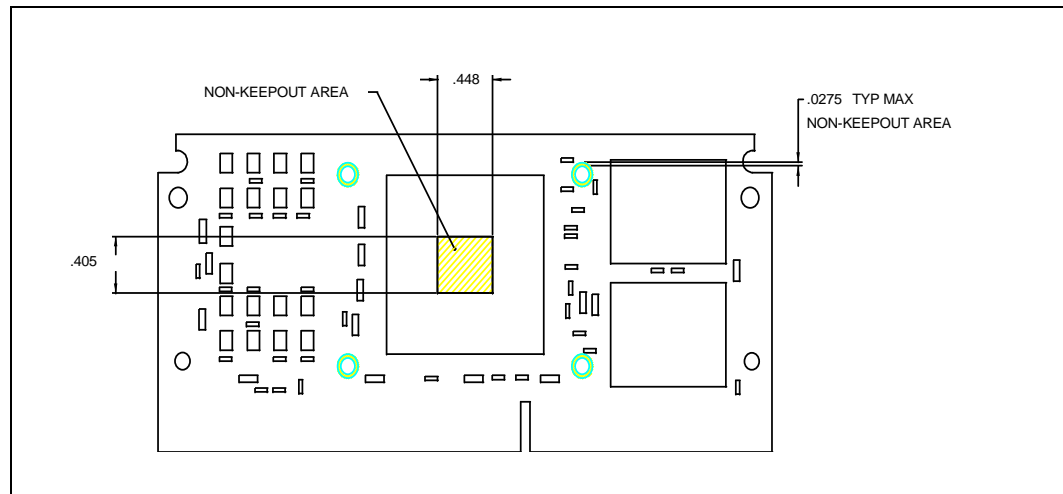 .448
NON-KEEPOUT AREA
.0275 TYP MAX
NON-KEEPOUT AREA
.405